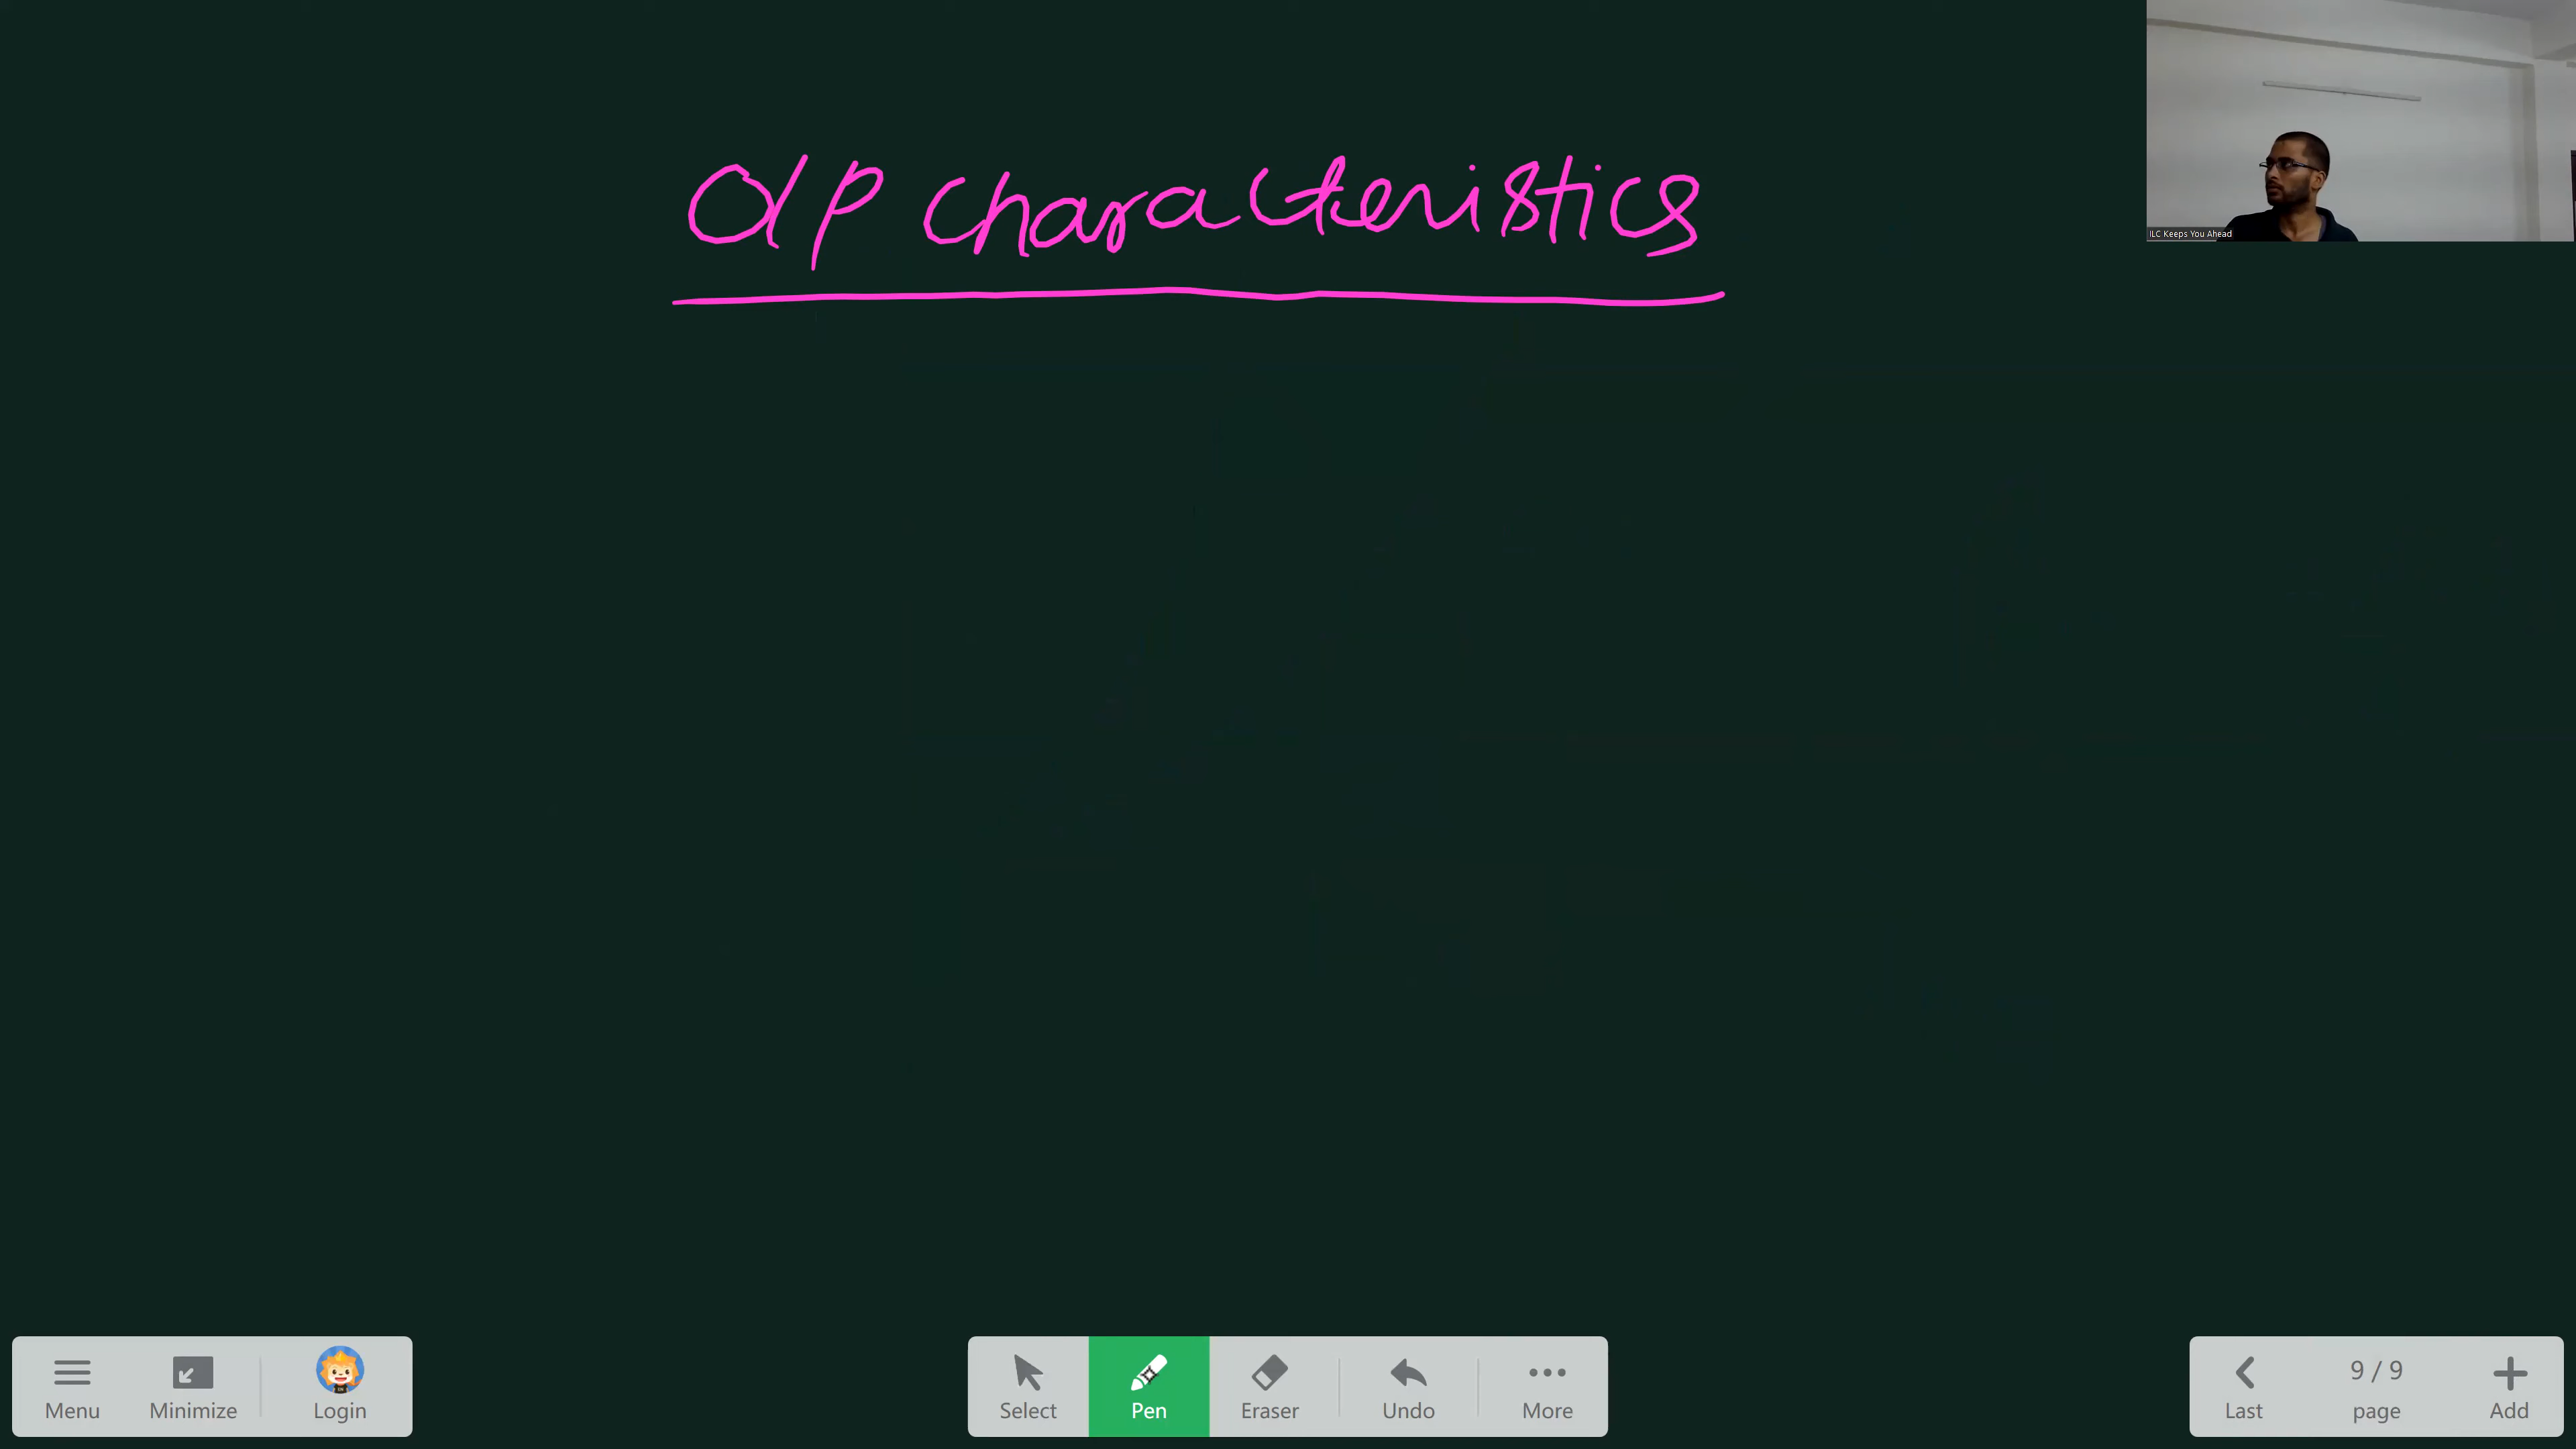 O/P Characteristics
ILC Keeps You Ahead
Menu Minimize Login
Select Pen Eraser Undo More
9 / 9
Last page Add